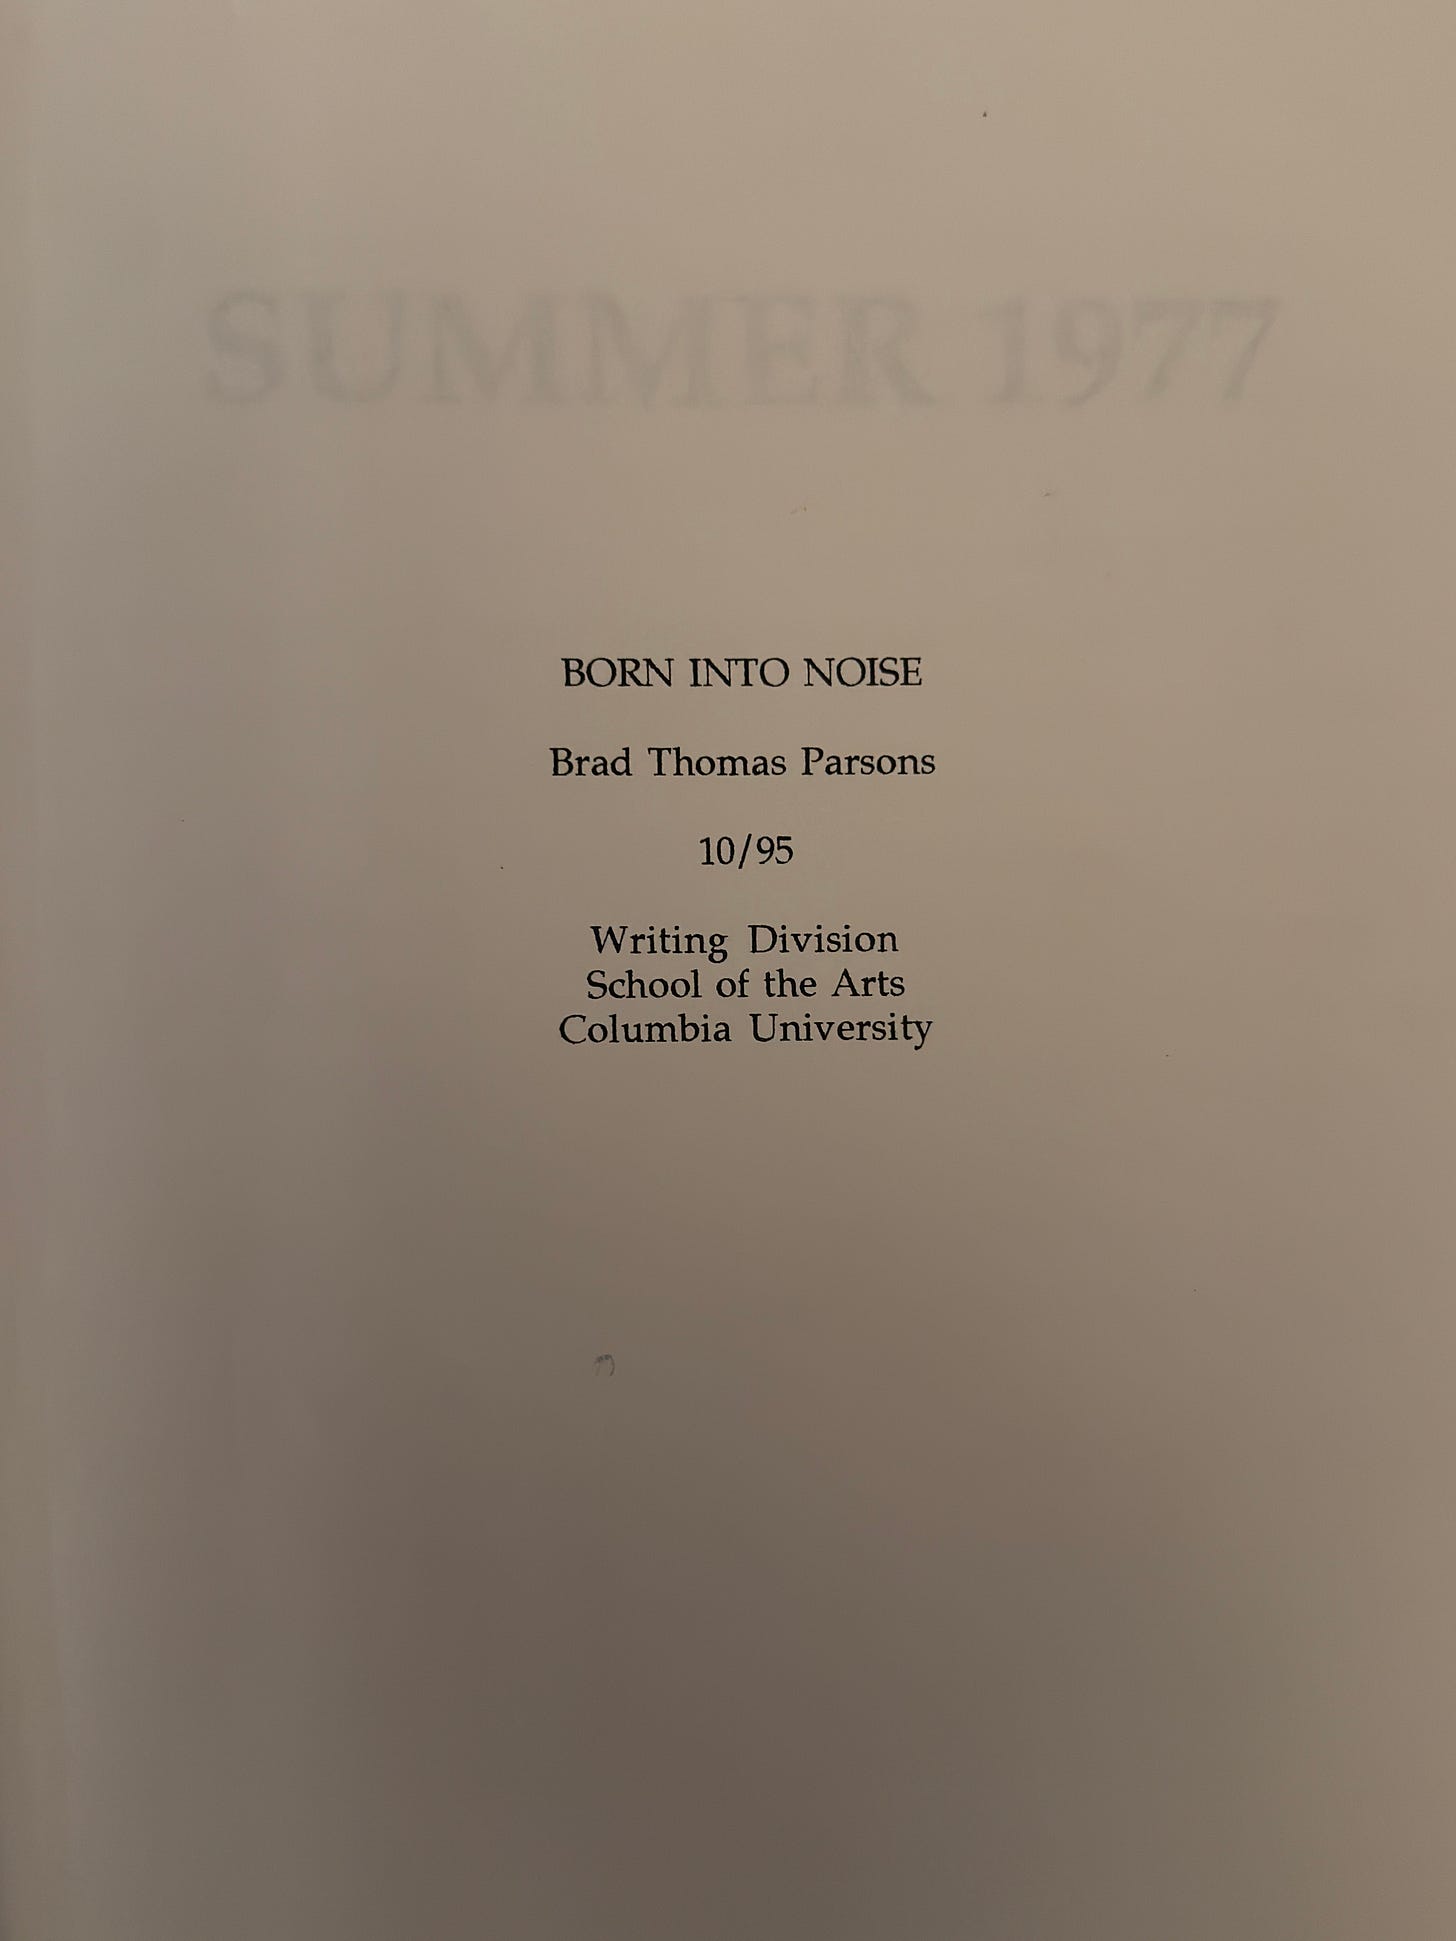 SUMMER 1977
BORN INTO NOISE
Brad Thomas Parsons
10/95
Writing Division
School of the Arts
Columbia University